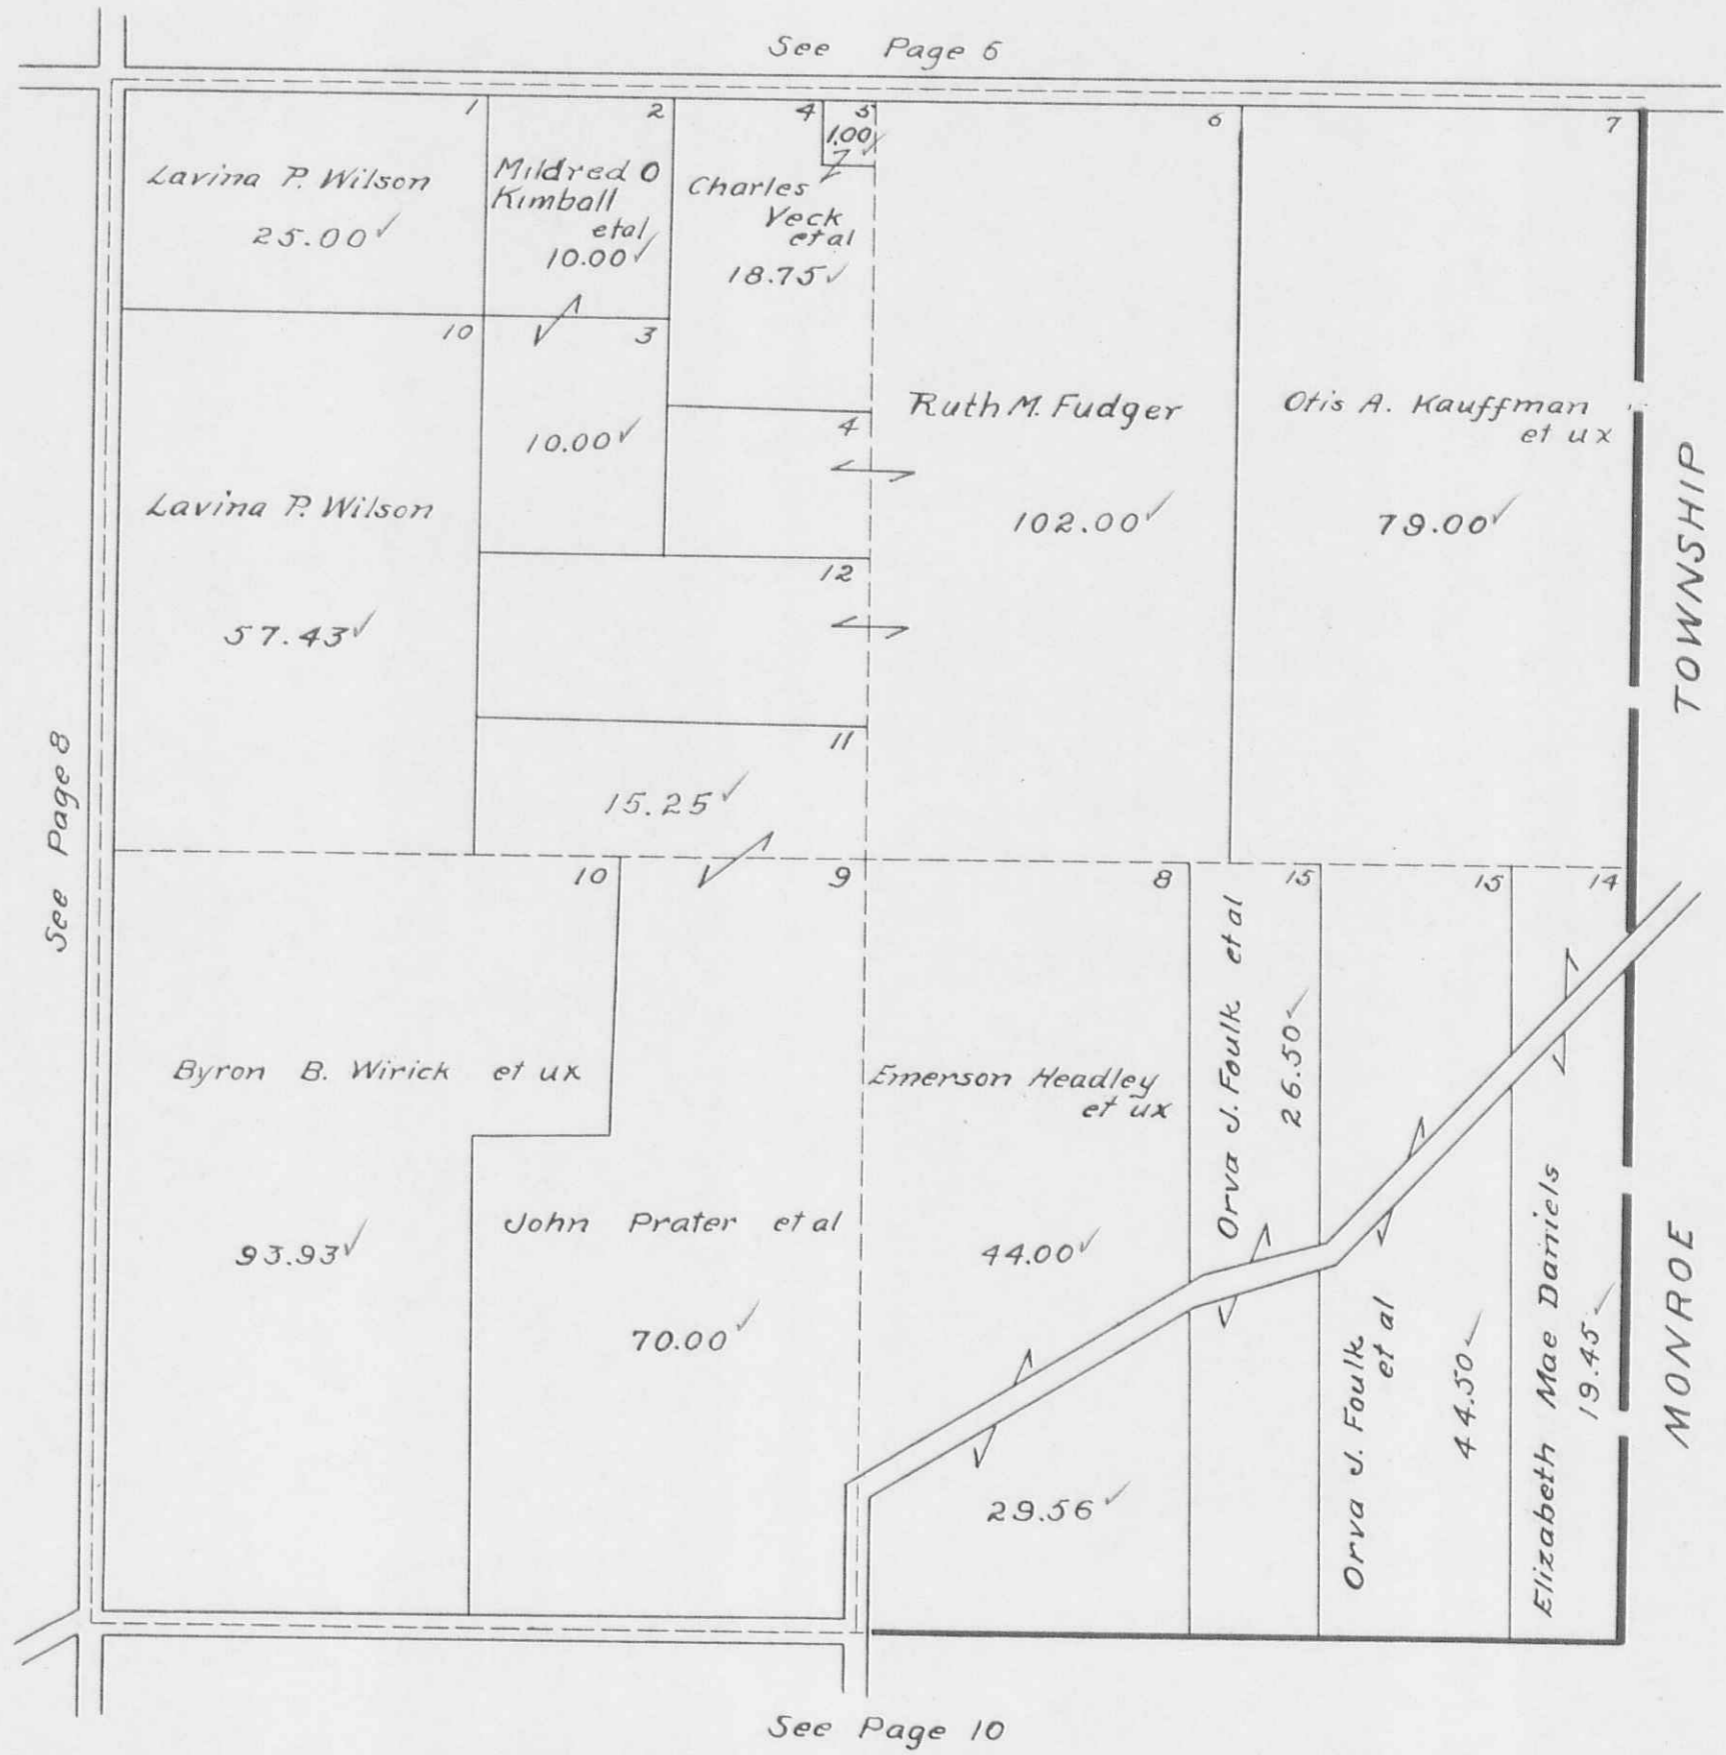 See Page 6
1
2
4
5
6
7
1.00
Lavina P. Wilson
25.00
Mildred O
Kimball
etal
10.00
Charles
Veck
etal
18.75
10
3
10.00
4
Ruth M. Fudger
102.00
Otis A. Kauffman
et ux
79.00
TOWNSHIP
Lavina P. Wilson
57.43
12
11
15.25
See Page 8
10
9
8
15
15
14
Byron B. Wirick et ux
93.93
John Prater et al
70.00
Emerson Headley
et ux
44.00
29.56
Orva J. Foulk et al
26.50
Orva J. Foulk
et al
44.50
Elizabeth Mae Daniels
19.45
MONROE
See Page 10